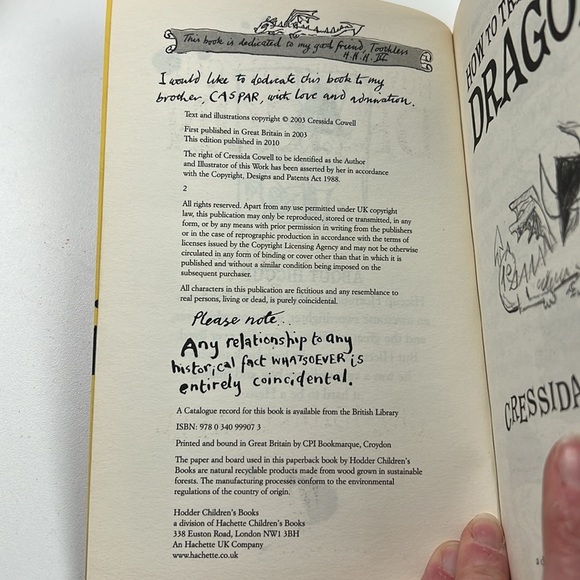 This book is dedicated to my good friend, Toothless
H.H.H. III
I would like to dedicate this book to my
brother, CASPAR, with love and admiration.
Text and illustrations copyright © 2003 Cressida Cowell
First published in Great Britain in 2003
This edition published in 2010
The right of Cressida Cowell to be identified as the Author
and Illustrator of this Work has been asserted by her in accordance
with the Copyright, Designs and Patents Act 1988.
2
All rights reserved. Apart from any use permitted under UK copyright
law, this publication may only be reproduced, stored or transmitted, in any
form, or by any means with prior permission in writing from the publishers
or in the case of reprographic production in accordance with the terms of
licenses issued by the Copyright Licensing Agency and may not be otherwise
circulated in any form of binding or cover other than that in which it is
published and without a similar condition being imposed on the
subsequent purchaser.
All characters in this publication are fictitious and any resemblance to
real persons, living or dead, is purely coincidental.
Please note...
Any relationship to any
historical fact WHATSOEVER is
entirely coincidental.
A Catalogue record for this book is available from the British Library
ISBN: 978 0 340 99907 3
Printed and bound in Great Britain by CPI Bookmarque, Croydon
The paper and board used in this paperback book by Hodder Children's
Books are natural recyclable products made from wood grown in sustainable
forests. The manufacturing processes conform to the environmental
regulations of the country of origin.
Hodder Children's Books
a division of Hachette Children's Books
338 Euston Road, London NW1 3BH
An Hachette UK Company
www.hachette.co.uk
HOW TO TR
DRAGO
CRESSIDA